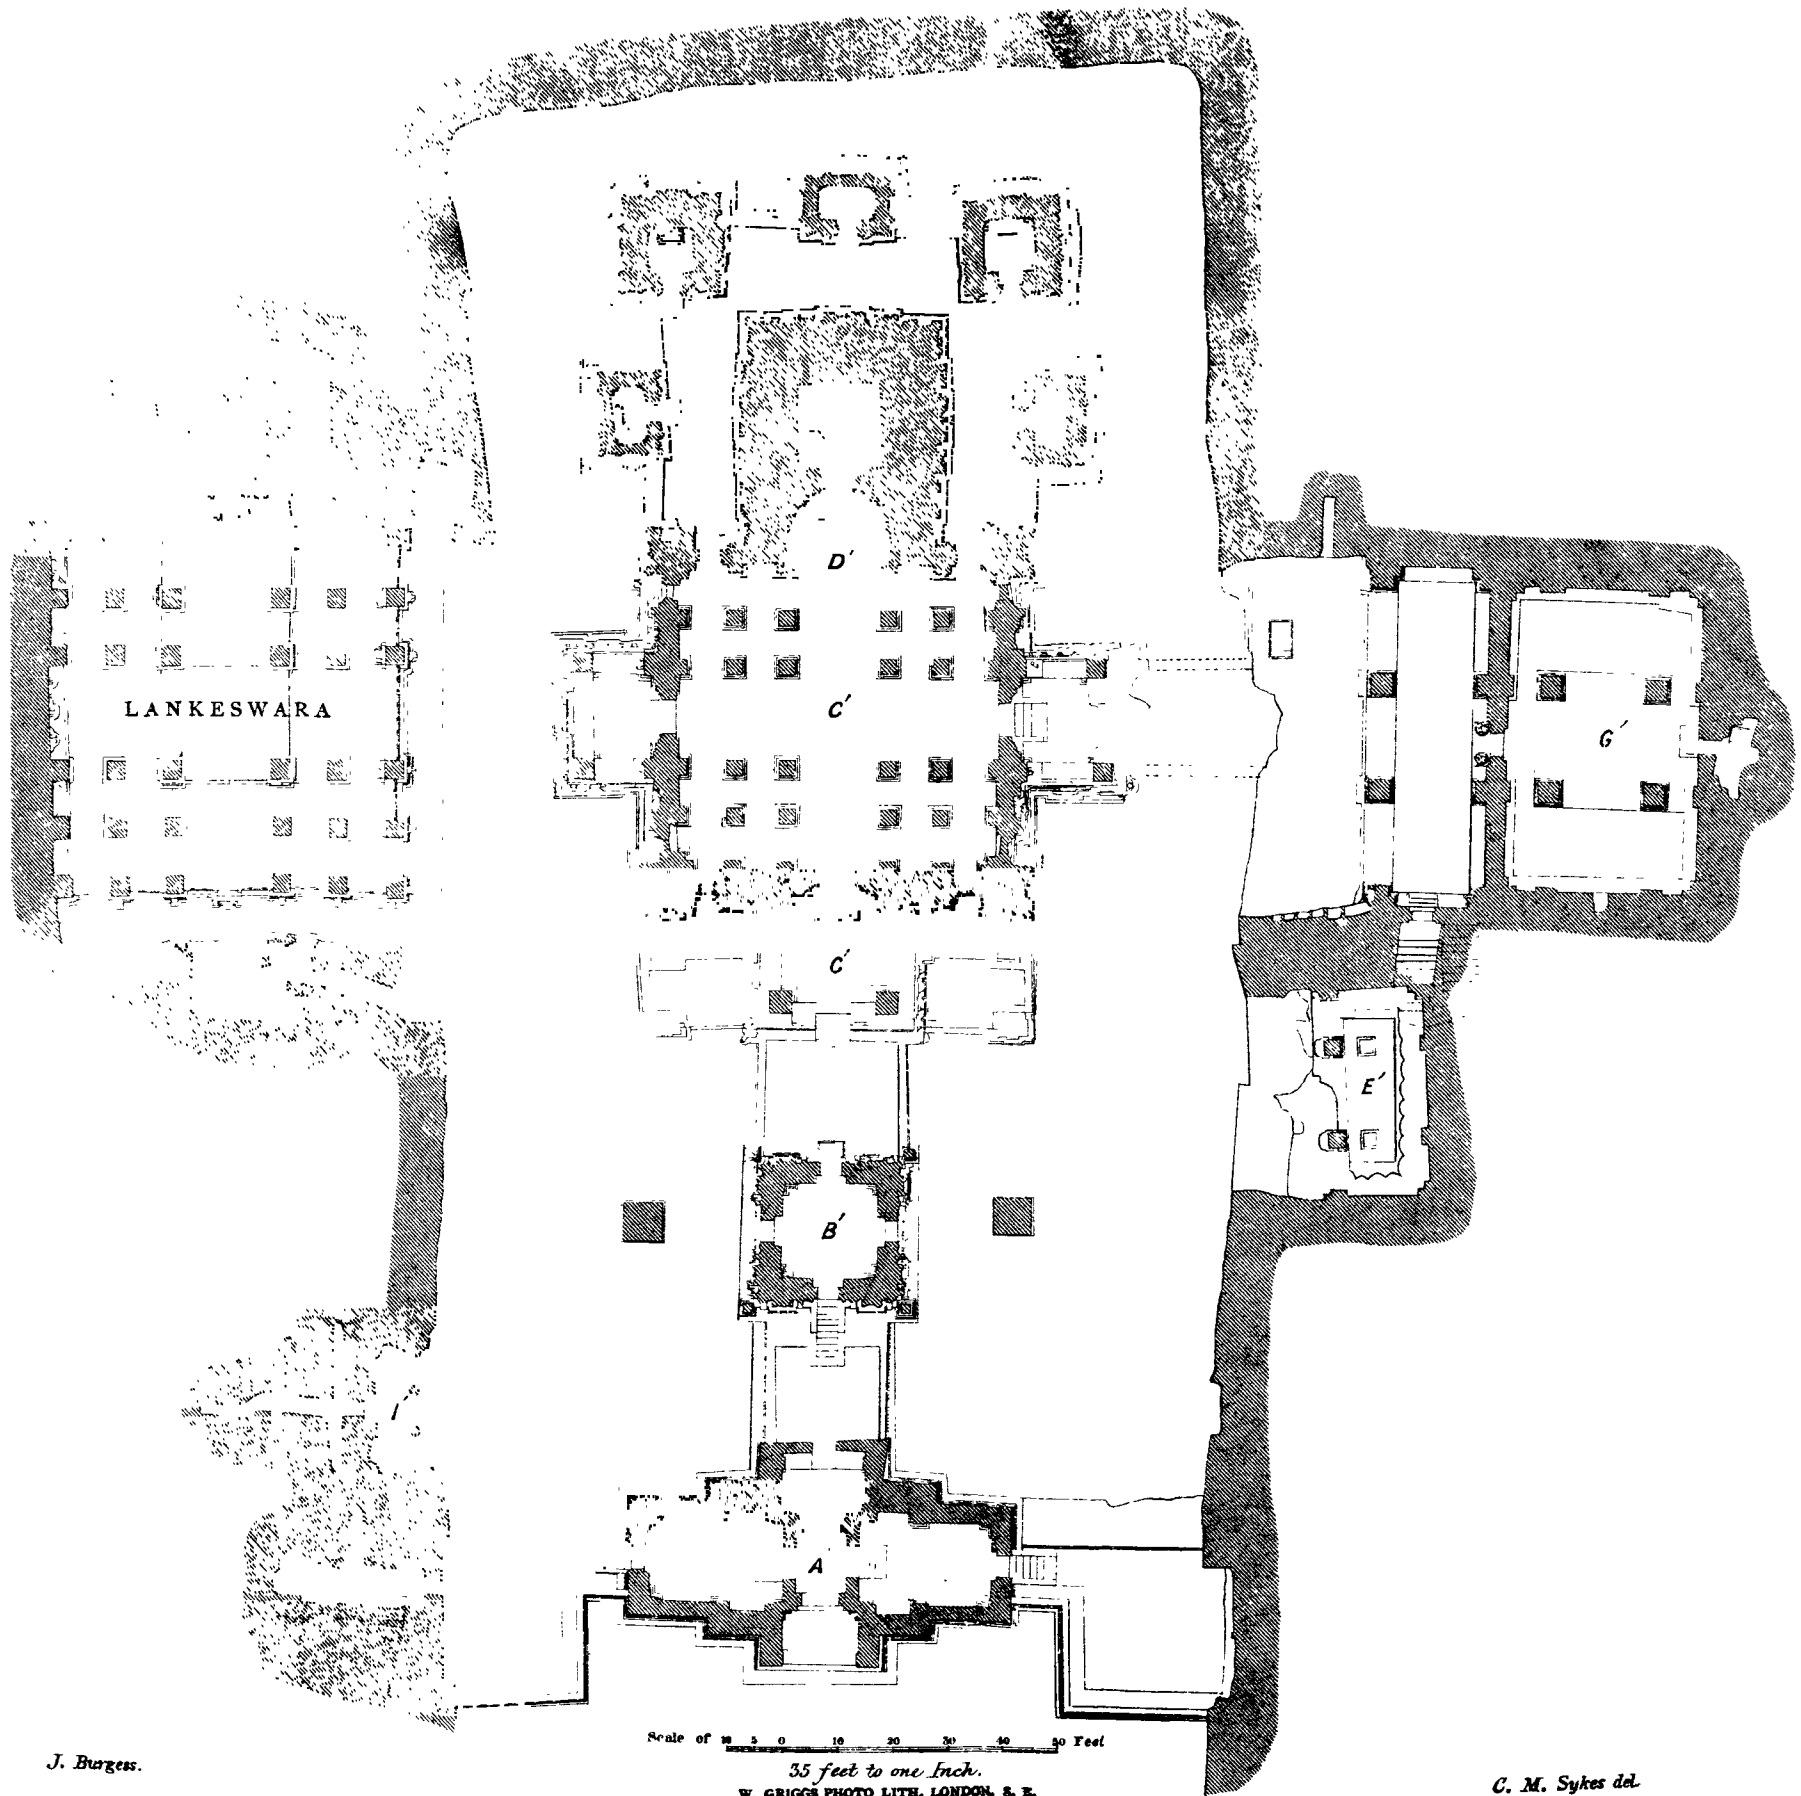 D'
LANKESWARA
C'
G'
C'
E'
B'
A
Scale of 10 5 0 10 20 30 40 50 Feet
35 feet to one Inch.
W. GRIGGS PHOTO LITH. LONDON, S. E.
J. Burgess.
C. M. Sykes del.